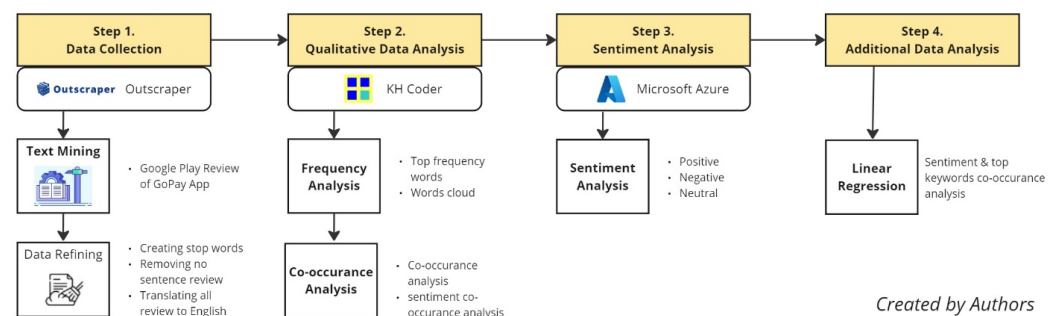 Step 1.
Data Collection
Outscraper Outscraper
Text Mining
• Google Play Review
of GoPay App
Data Refining
• Creating stop words
• Removing no
sentence review
• Translating all
review to English
Step 2.
Qualitative Data Analysis
KH Coder
Frequency
Analysis
• Top frequency
words
• Words cloud
Co-occurance
Analysis
• Co-occurance
analysis
• sentiment co-
occurance analysis
Step 3.
Sentiment Analysis
Microsoft Azure
Sentiment
Analysis
• Positive
• Negative
• Neutral
Step 4.
Additional Data Analysis
Linear
Regression
Sentiment & top
keywords co-occurance
analysis
Created by Authors